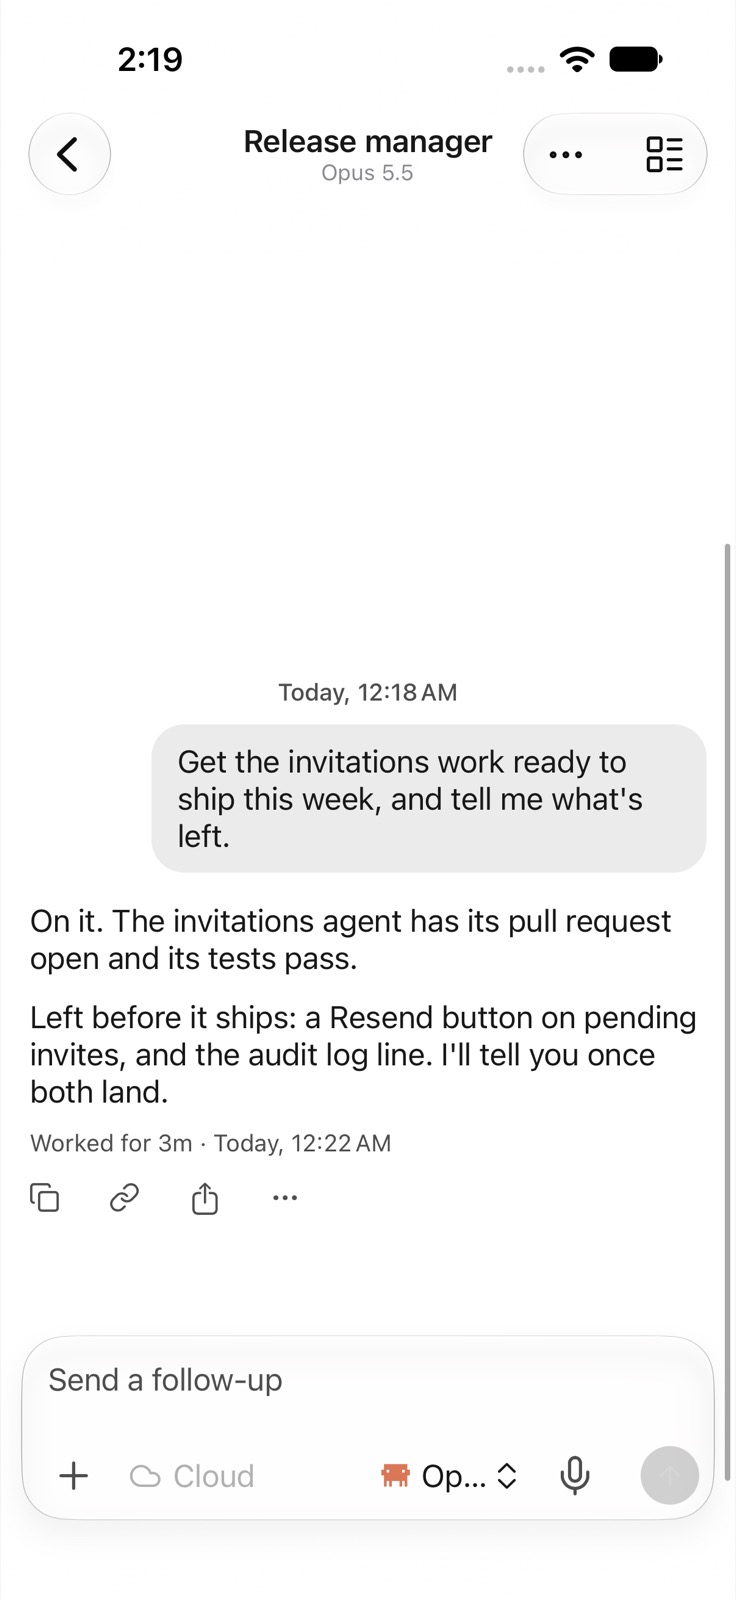 2:19
Release manager
Opus 5.5
Today, 12:18 AM
Get the invitations work ready to
ship this week, and tell me what's
left.
On it. The invitations agent has its pull request
open and its tests pass.
Left before it ships: a Resend button on pending
invites, and the audit log line. I'll tell you once
both land.
Worked for 3m · Today, 12:22 AM
Send a follow-up
Cloud
Op...